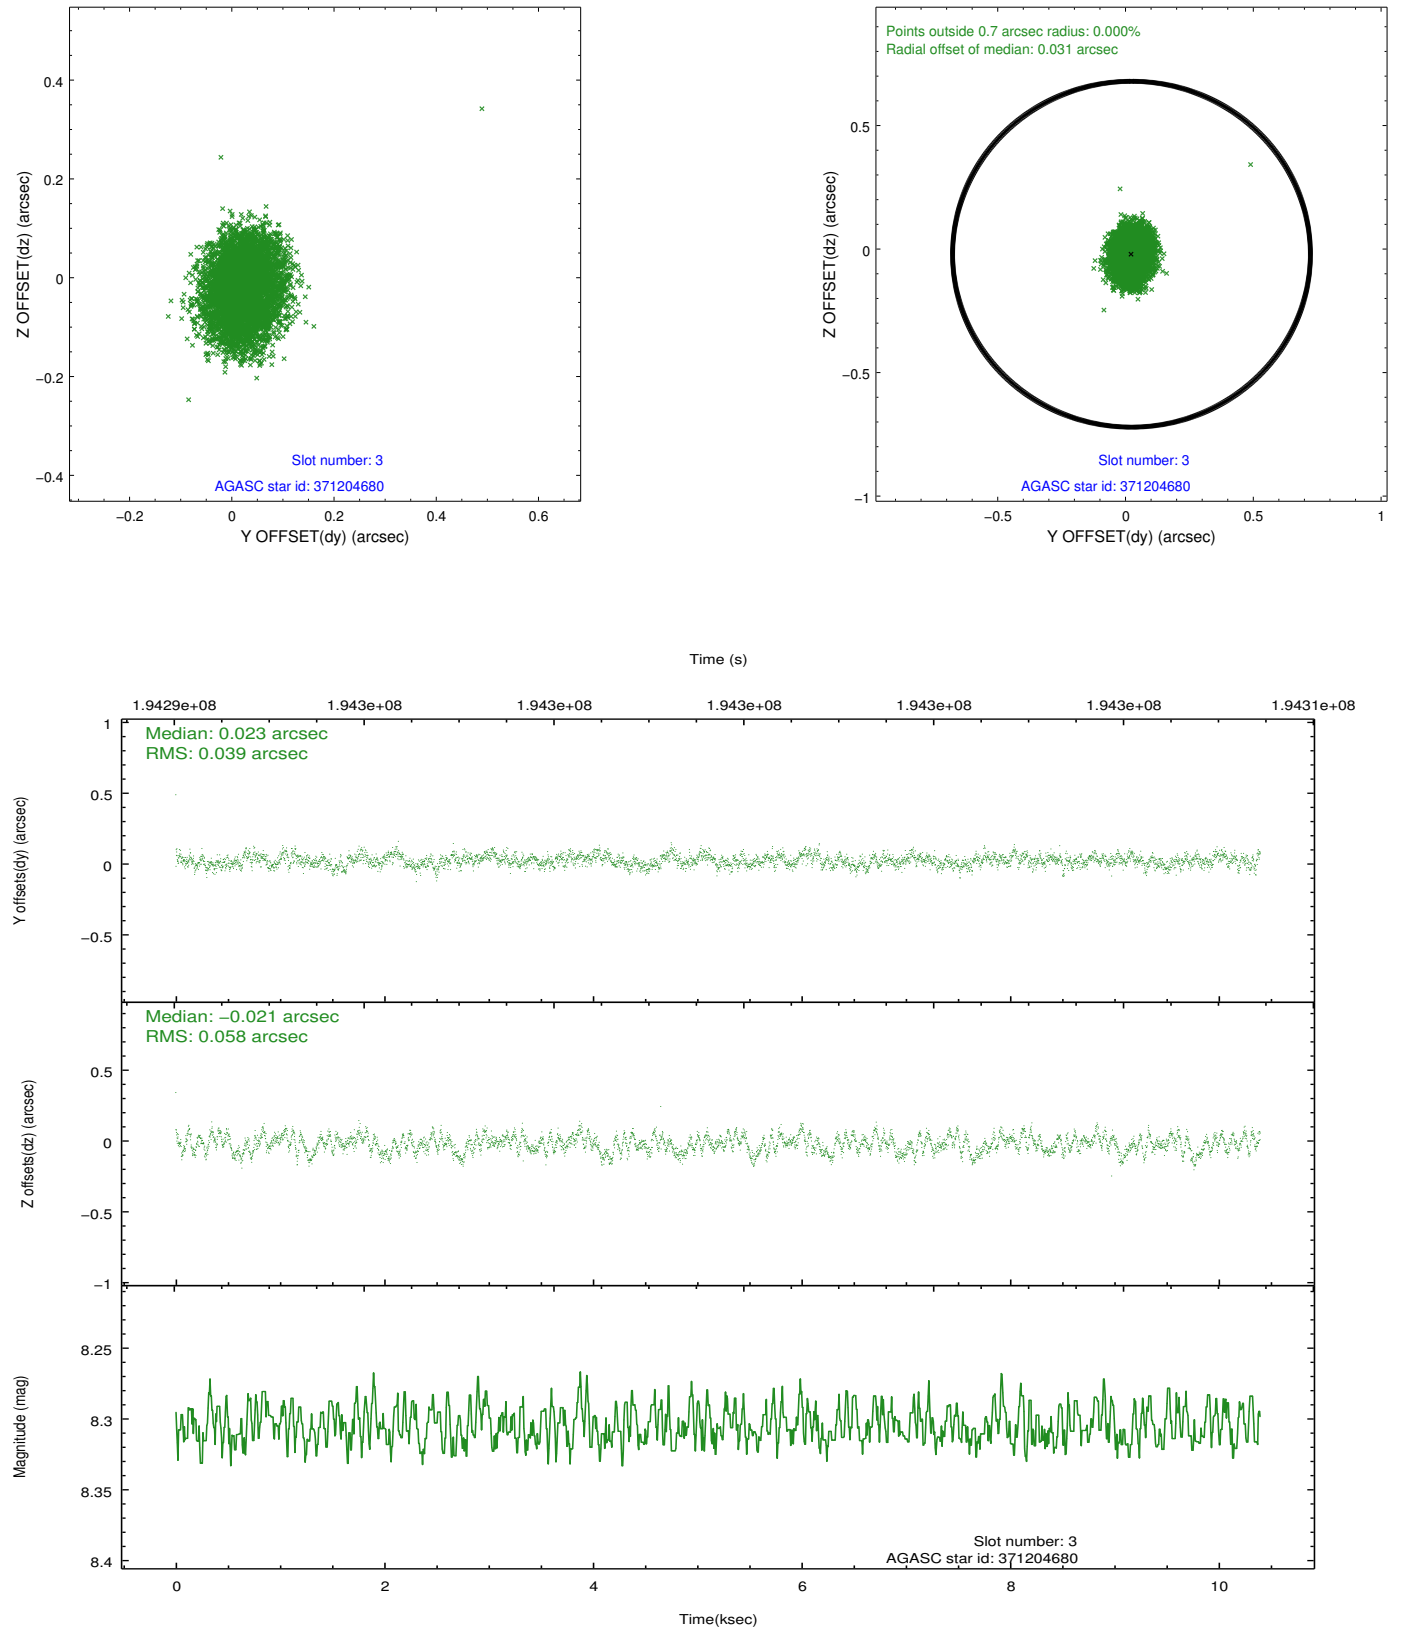 0.4
0.2
0
−0.2
−0.4
Z OFFSET(dz) (arcsec)
Slot number: 3
AGASC star id: 371204680
−0.2 0 0.2 0.4 0.6
Y OFFSET(dy) (arcsec)
Points outside 0.7 arcsec radius: 0.000%
Radial offset of median: 0.031 arcsec
0.5
0
−0.5
−1
Z OFFSET(dz) (arcsec)
Slot number: 3
AGASC star id: 371204680
−0.5 0 0.5 1
Y OFFSET(dy) (arcsec)
Time (s)
1.9429e+08 1.943e+08 1.943e+08 1.943e+08 1.943e+08 1.943e+08 1.9431e+08
Median: 0.023 arcsec
RMS: 0.039 arcsec
1
0.5
0
−0.5
Y offsets(dy) (arcsec)
Median: −0.021 arcsec
RMS: 0.058 arcsec
0.5
0
−0.5
−1
Z offsets(dz) (arcsec)
8.25
8.3
8.35
8.4
Magnitude (mag)
Slot number: 3
AGASC star id: 371204680
0 2 4 6 8 10
Time(ksec)